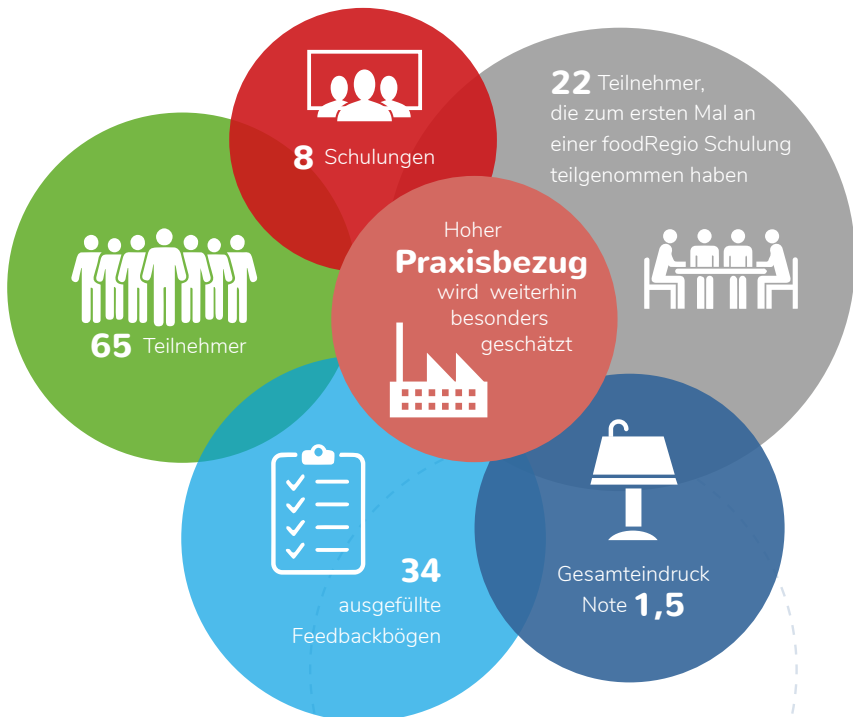 8 Schulungen
22 Teilnehmer,
die zum ersten Mal an
einer foodRegio Schulung
teilgenommen haben
65 Teilnehmer
Hoher
Praxisbezug
wird weiterhin
besonders
geschätzt
34
ausgefüllte
Feedbackbögen
Gesamteindruck
Note 1,5